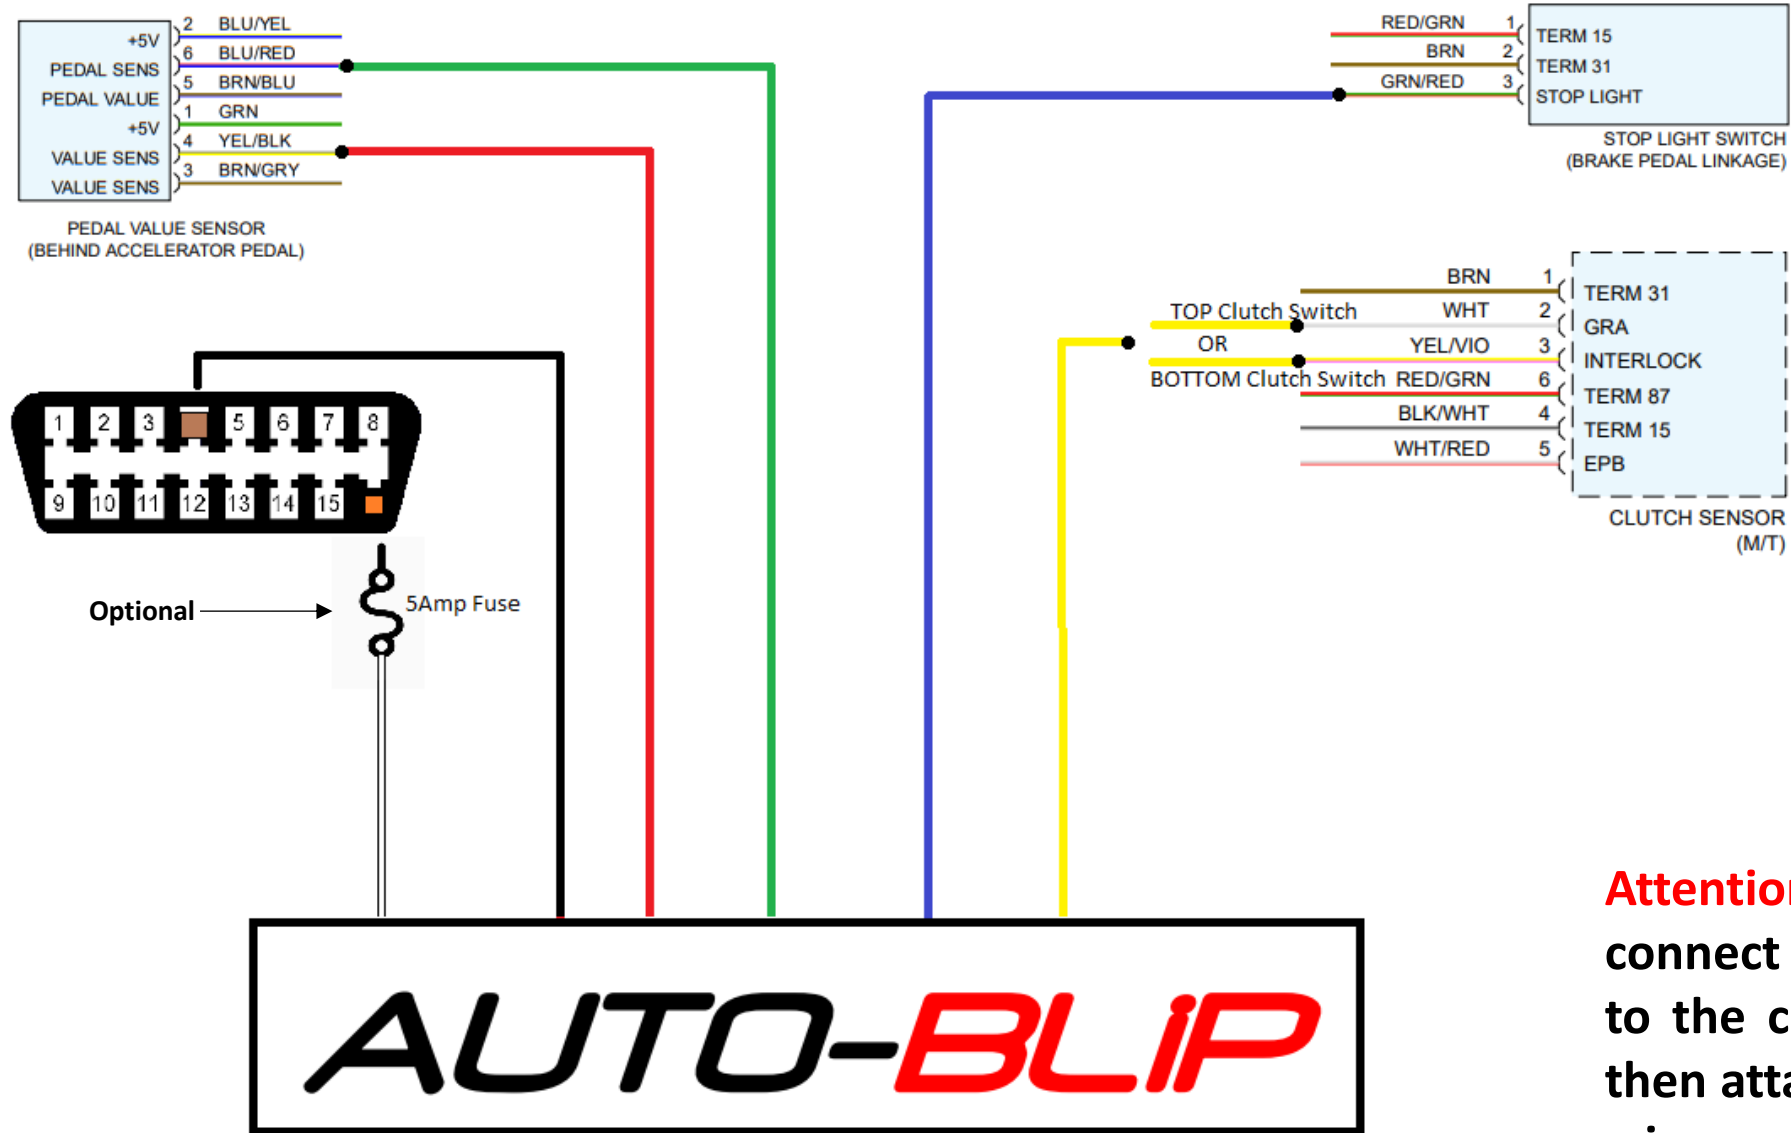 2 BLU/YEL
+5V
6 BLU/RED
PEDAL SENS
5 BRN/BLU
PEDAL VALUE
1 GRN
+5V
4 YEL/BLK
VALUE SENS
3 BRN/GRY
VALUE SENS
PEDAL VALUE SENSOR
(BEHIND ACCELERATOR PEDAL)
RED/GRN 1
TERM 15
BRN 2
TERM 31
GRN/RED 3
STOP LIGHT
STOP LIGHT SWITCH
(BRAKE PEDAL LINKAGE)
BRN 1
TERM 31
TOP Clutch Switch
WHT 2
GRA
OR
YEL/VIO 3
INTERLOCK
BOTTOM Clutch Switch
RED/GRN 6
TERM 87
BLK/WHT 4
TERM 15
WHT/RED 5
EPB
CLUTCH SENSOR
(M/T)
1 2 3 5 6 7 8
9 10 11 12 13 14 15
Optional
5Amp Fuse
Attention
connect
to the c
then atta
AUTO-BLiP